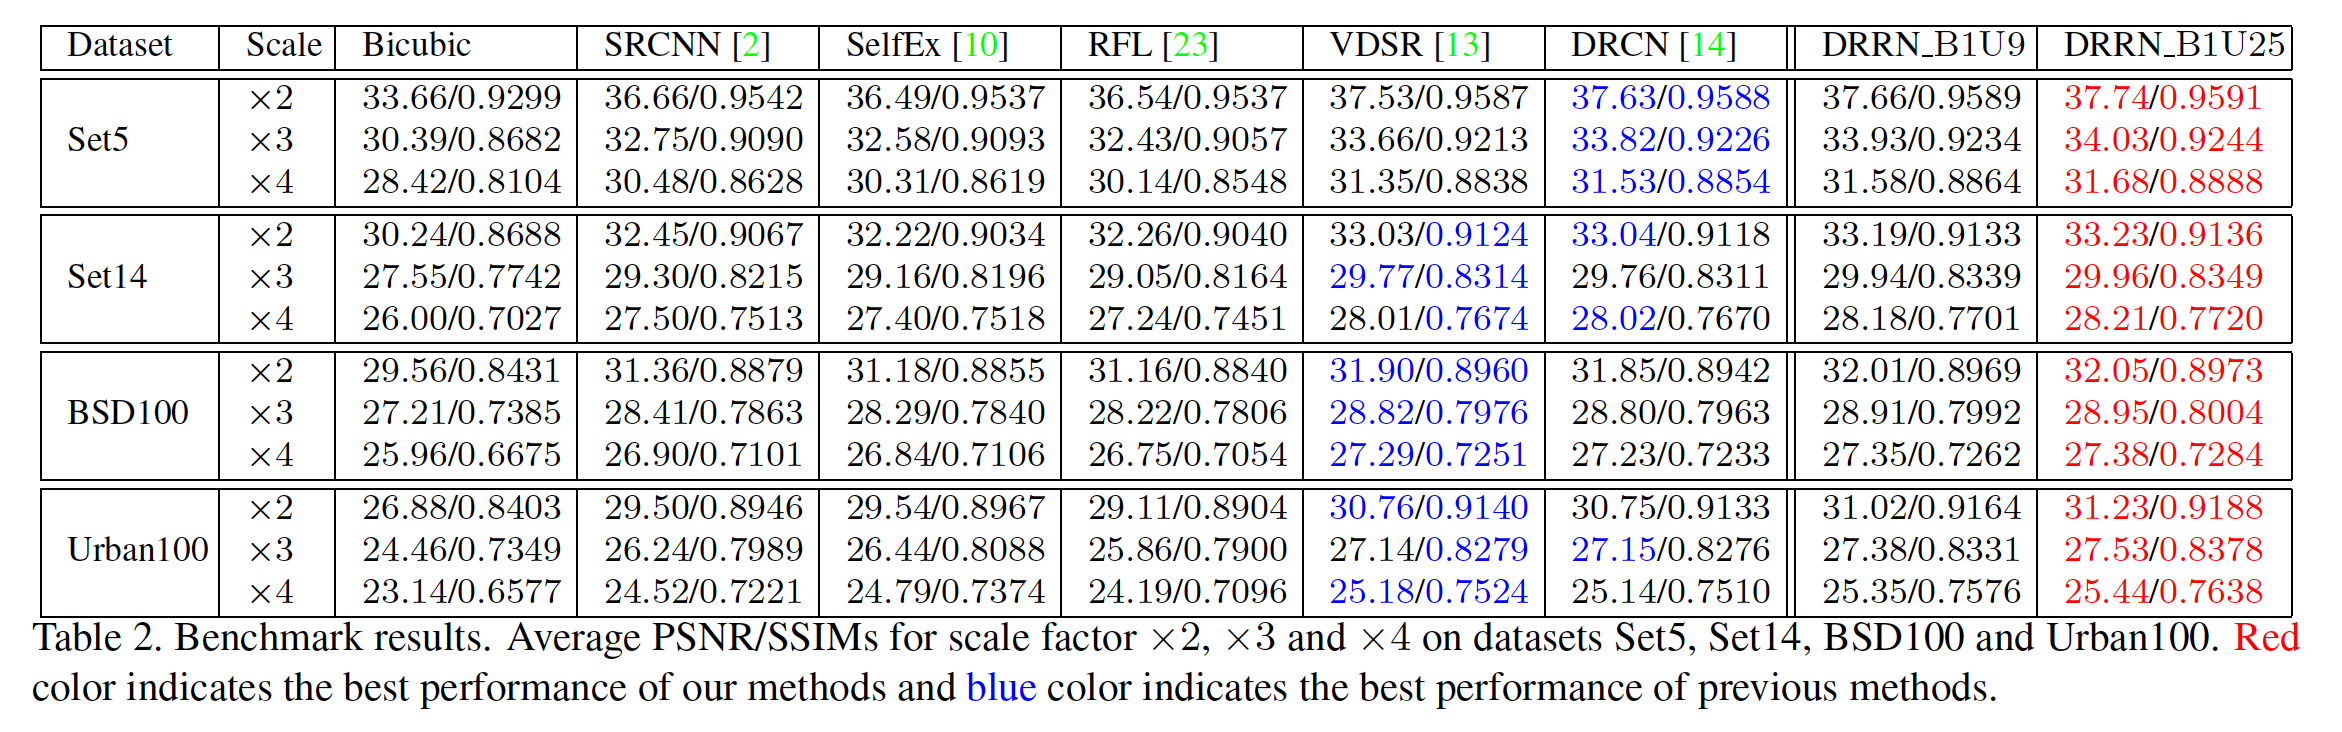 Dataset Scale Bicubic SRCNN [2] SelfEx [10] RFL [23] VDSR [13] DRCN [14] DRRN_B1U9 DRRN_B1U25
×2 33.66/0.9299 36.66/0.9542 36.49/0.9537 36.54/0.9537 37.53/0.9587 37.63/0.9588 37.66/0.9589 37.74/0.9591
Set5 ×3 30.39/0.8682 32.75/0.9090 32.58/0.9093 32.43/0.9057 33.66/0.9213 33.82/0.9226 33.93/0.9234 34.03/0.9244
×4 28.42/0.8104 30.48/0.8628 30.31/0.8619 30.14/0.8548 31.35/0.8838 31.53/0.8854 31.58/0.8864 31.68/0.8888
×2 30.24/0.8688 32.45/0.9067 32.22/0.9034 32.26/0.9040 33.03/0.9124 33.04/0.9118 33.19/0.9133 33.23/0.9136
Set14 ×3 27.55/0.7742 29.30/0.8215 29.16/0.8196 29.05/0.8164 29.77/0.8314 29.76/0.8311 29.94/0.8339 29.96/0.8349
×4 26.00/0.7027 27.50/0.7513 27.40/0.7518 27.24/0.7451 28.01/0.7674 28.02/0.7670 28.18/0.7701 28.21/0.7720
×2 29.56/0.8431 31.36/0.8879 31.18/0.8855 31.16/0.8840 31.90/0.8960 31.85/0.8942 32.01/0.8969 32.05/0.8973
BSD100 ×3 27.21/0.7385 28.41/0.7863 28.29/0.7840 28.22/0.7806 28.82/0.7976 28.80/0.7963 28.91/0.7992 28.95/0.8004
×4 25.96/0.6675 26.90/0.7101 26.84/0.7106 26.75/0.7054 27.29/0.7251 27.23/0.7233 27.35/0.7262 27.38/0.7284
×2 26.88/0.8403 29.50/0.8946 29.54/0.8967 29.11/0.8904 30.76/0.9140 30.75/0.9133 31.02/0.9164 31.23/0.9188
Urban100 ×3 24.46/0.7349 26.24/0.7989 26.44/0.8088 25.86/0.7900 27.14/0.8279 27.15/0.8276 27.38/0.8331 27.53/0.8378
×4 23.14/0.6577 24.52/0.7221 24.79/0.7374 24.19/0.7096 25.18/0.7524 25.14/0.7510 25.35/0.7576 25.44/0.7638
Table 2. Benchmark results. Average PSNR/SSIMs for scale factor ×2, ×3 and ×4 on datasets Set5, Set14, BSD100 and Urban100. Red
color indicates the best performance of our methods and blue color indicates the best performance of previous methods.